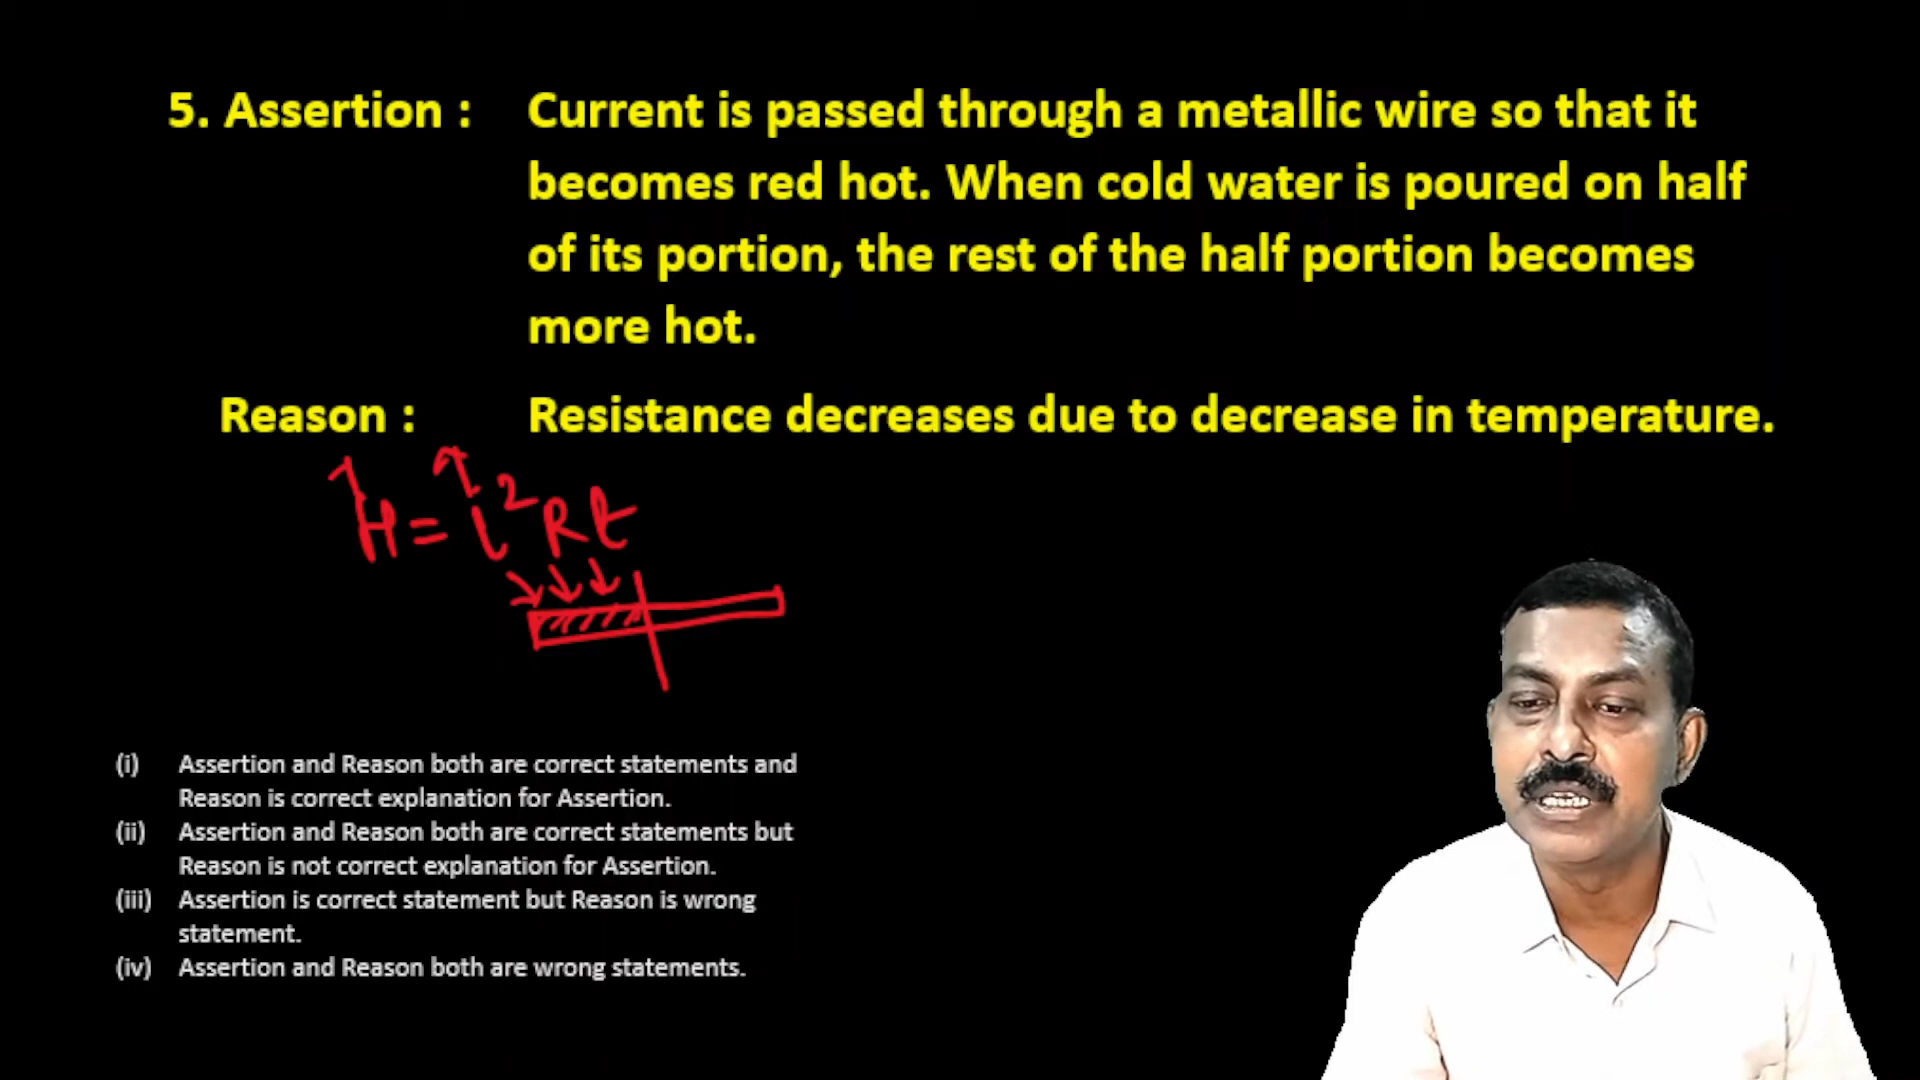 5. Assertion : Current is passed through a metallic wire so that it
becomes red hot. When cold water is poured on half
of its portion, the rest of the half portion becomes
more hot.
Reason : Resistance decreases due to decrease in temperature.
H = i² R t
(i) Assertion and Reason both are correct statements and
Reason is correct explanation for Assertion.
(ii) Assertion and Reason both are correct statements but
Reason is not correct explanation for Assertion.
(iii) Assertion is correct statement but Reason is wrong
statement.
(iv) Assertion and Reason both are wrong statements.